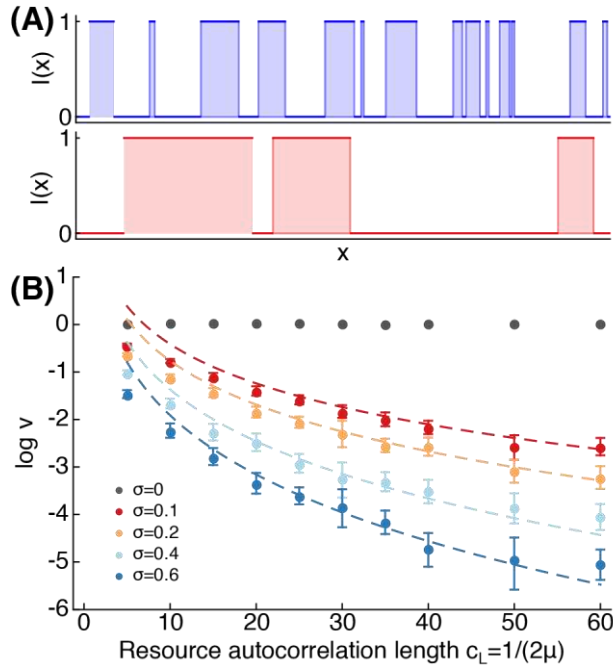 (A)
I(x)
1
0
I(x)
1
0
x
(B)
log v
1
0
-1
-2
-3
-4
-5
-6
σ=0
σ=0.1
σ=0.2
σ=0.4
σ=0.6
0 10 20 30 40 50 60
Resource autocorrelation length c_L=1/(2μ)